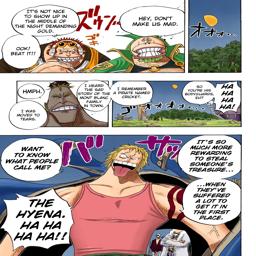 HEY, DON'T
MAKE US MAD.
IT'S NOT NICE
TO SHOW UP
IN THE MIDDLE
OF THE NIGHT
DEMANDING
GOLD.
OOK!
BEAT IT!!
HA
HA
HA
HA!
SO
YOU'RE HIS
BODYGUARDS,
EH?
I REMEMBER
A PIRATE
NAMED CRICKET.
I HEARD
THE SAD
STORY OF THE
MONT BLANC
FAMILY IN
TOWN.
HMPH.
I WAS
MOVED TO
TEARS.
IT'S SO
MUCH MORE
REWARDING
TO STEAL
SOMEONE'S
TREASURE...
...WHEN
THEY'VE
SUFFERED
A LOT TO
GET IT IN
THE FIRST
PLACE.
WANT
TO KNOW
WHAT PEOPLE
CALL ME?
THE
HYENA.
HA HA
HA HA!!